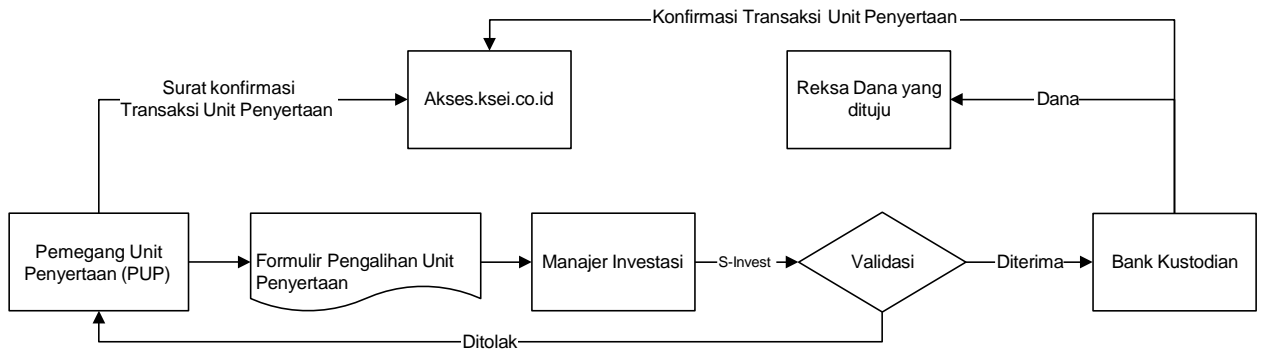 Konfirmasi Transaksi Unit Penyertaan
Surat konfirmasi
Transaksi Unit Penyertaan
Akses.ksei.co.id
Reksa Dana yang
dituju
Dana
Pemegang Unit
Penyertaan (PUP)
Formulir Pengalihan Unit
Penyertaan
Manajer Investasi
S-Invest
Validasi
Diterima
Bank Kustodian
Ditolak